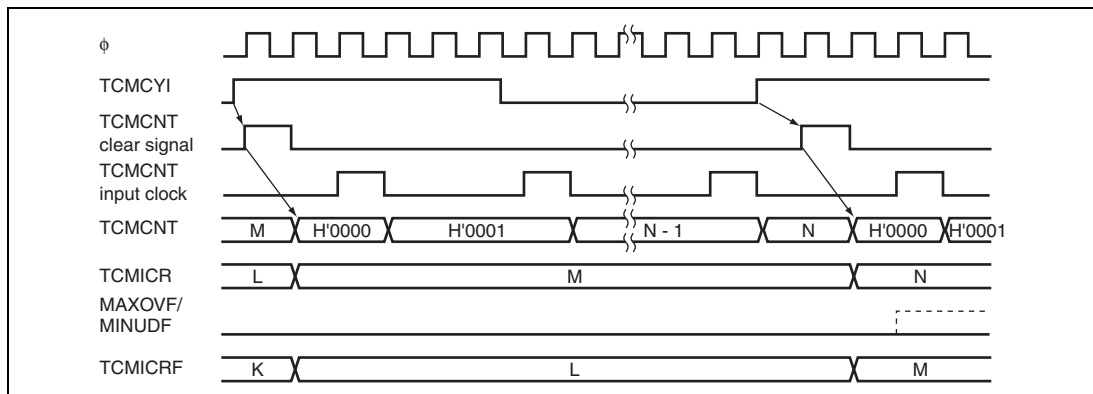 ϕ
TCMCYI
TCMCNT
clear signal
TCMCNT
input clock
TCMCNT M H'0000 H'0001 N - 1 N H'0000 H'0001
TCMICR L M N
MAXOVF/
MINUDF
TCMICRF K L M